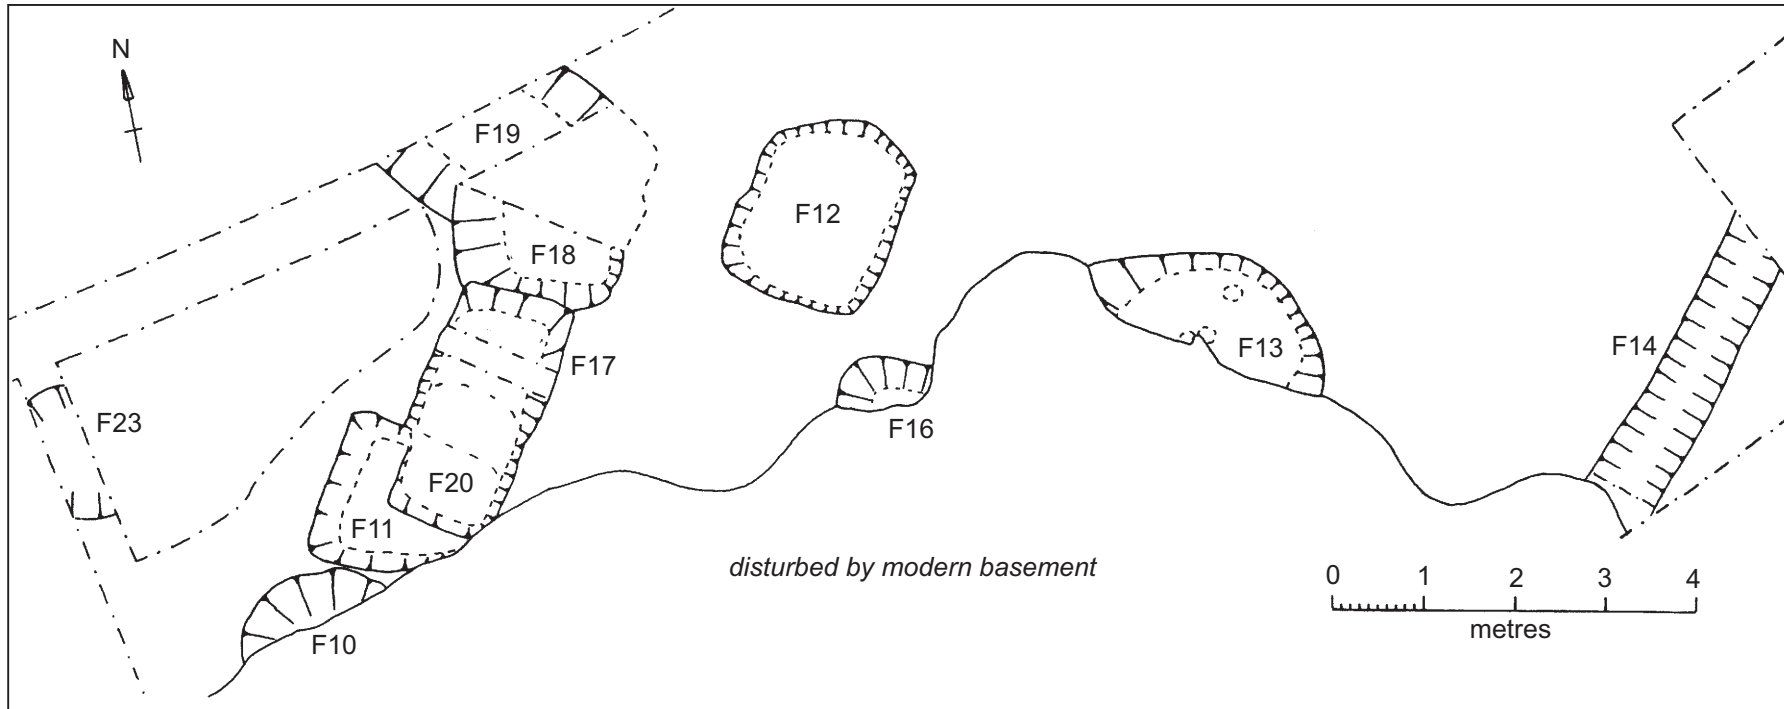 N
F19
F12
F18
F13
F14
F17
F23
F16
F20
F11
disturbed by modern basement
0 1 2 3 4
metres
F10